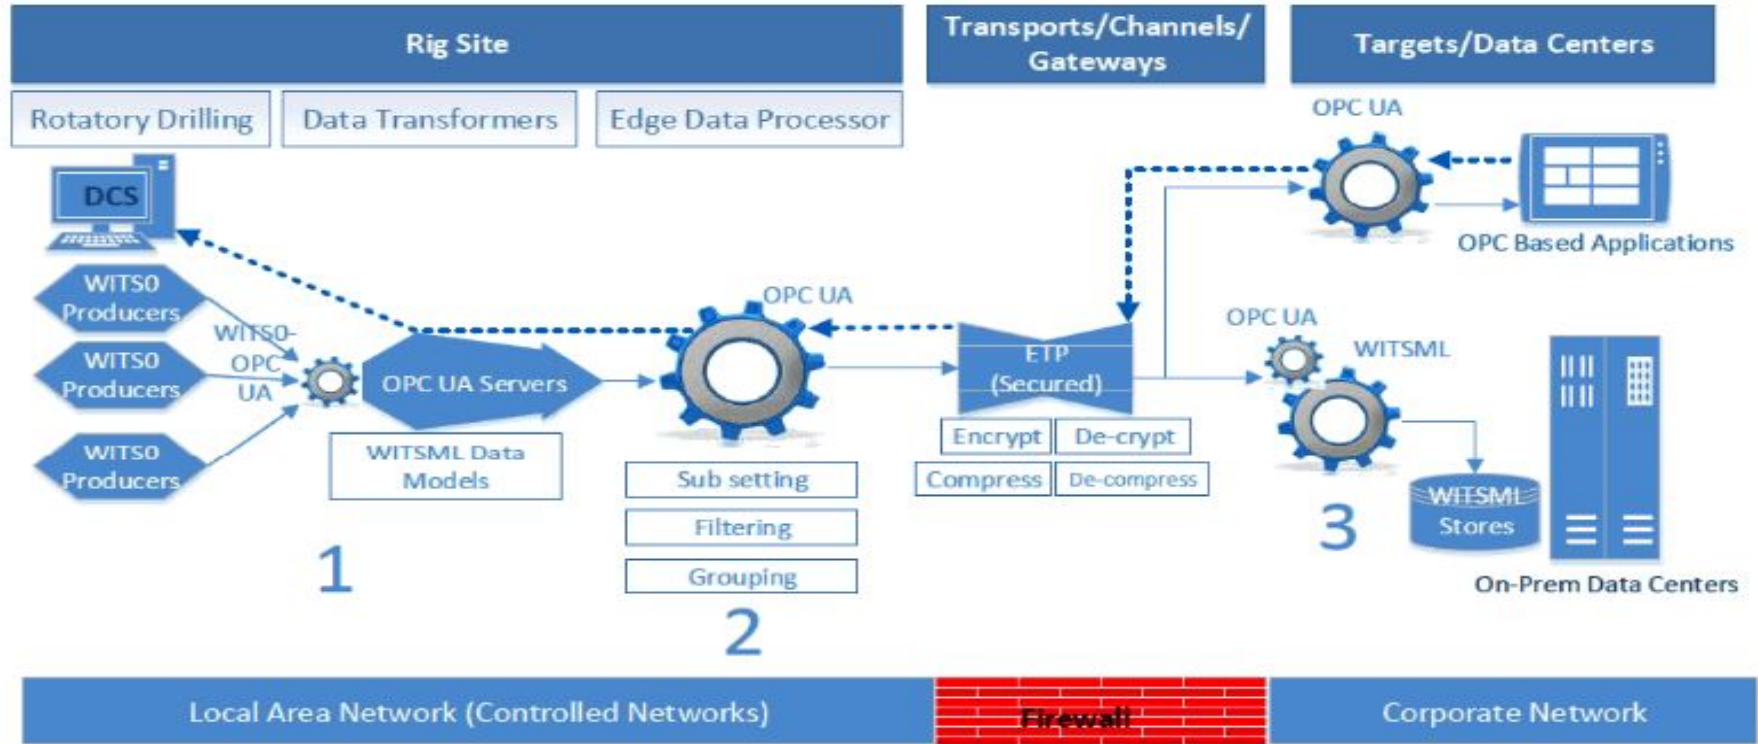 Rig Site
Transports/Channels/
Gateways
Targets/Data Centers
Rotatory Drilling
Data Transformers
Edge Data Processor
OPC UA
DCS
OPC Based Applications
WITS0
Producers
WITS0-
OPC
UA
WITS0
Producers
WITS0
Producers
OPC UA Servers
WITSML Data
Models
OPC UA
Sub setting
Filtering
Grouping
ETP
(Secured)
Encrypt
De-crypt
Compress
De-compress
OPC UA
WITSML
WITSML
Stores
On-Prem Data Centers
1
2
3
Local Area Network (Controlled Networks)
Firewall
Corporate Network